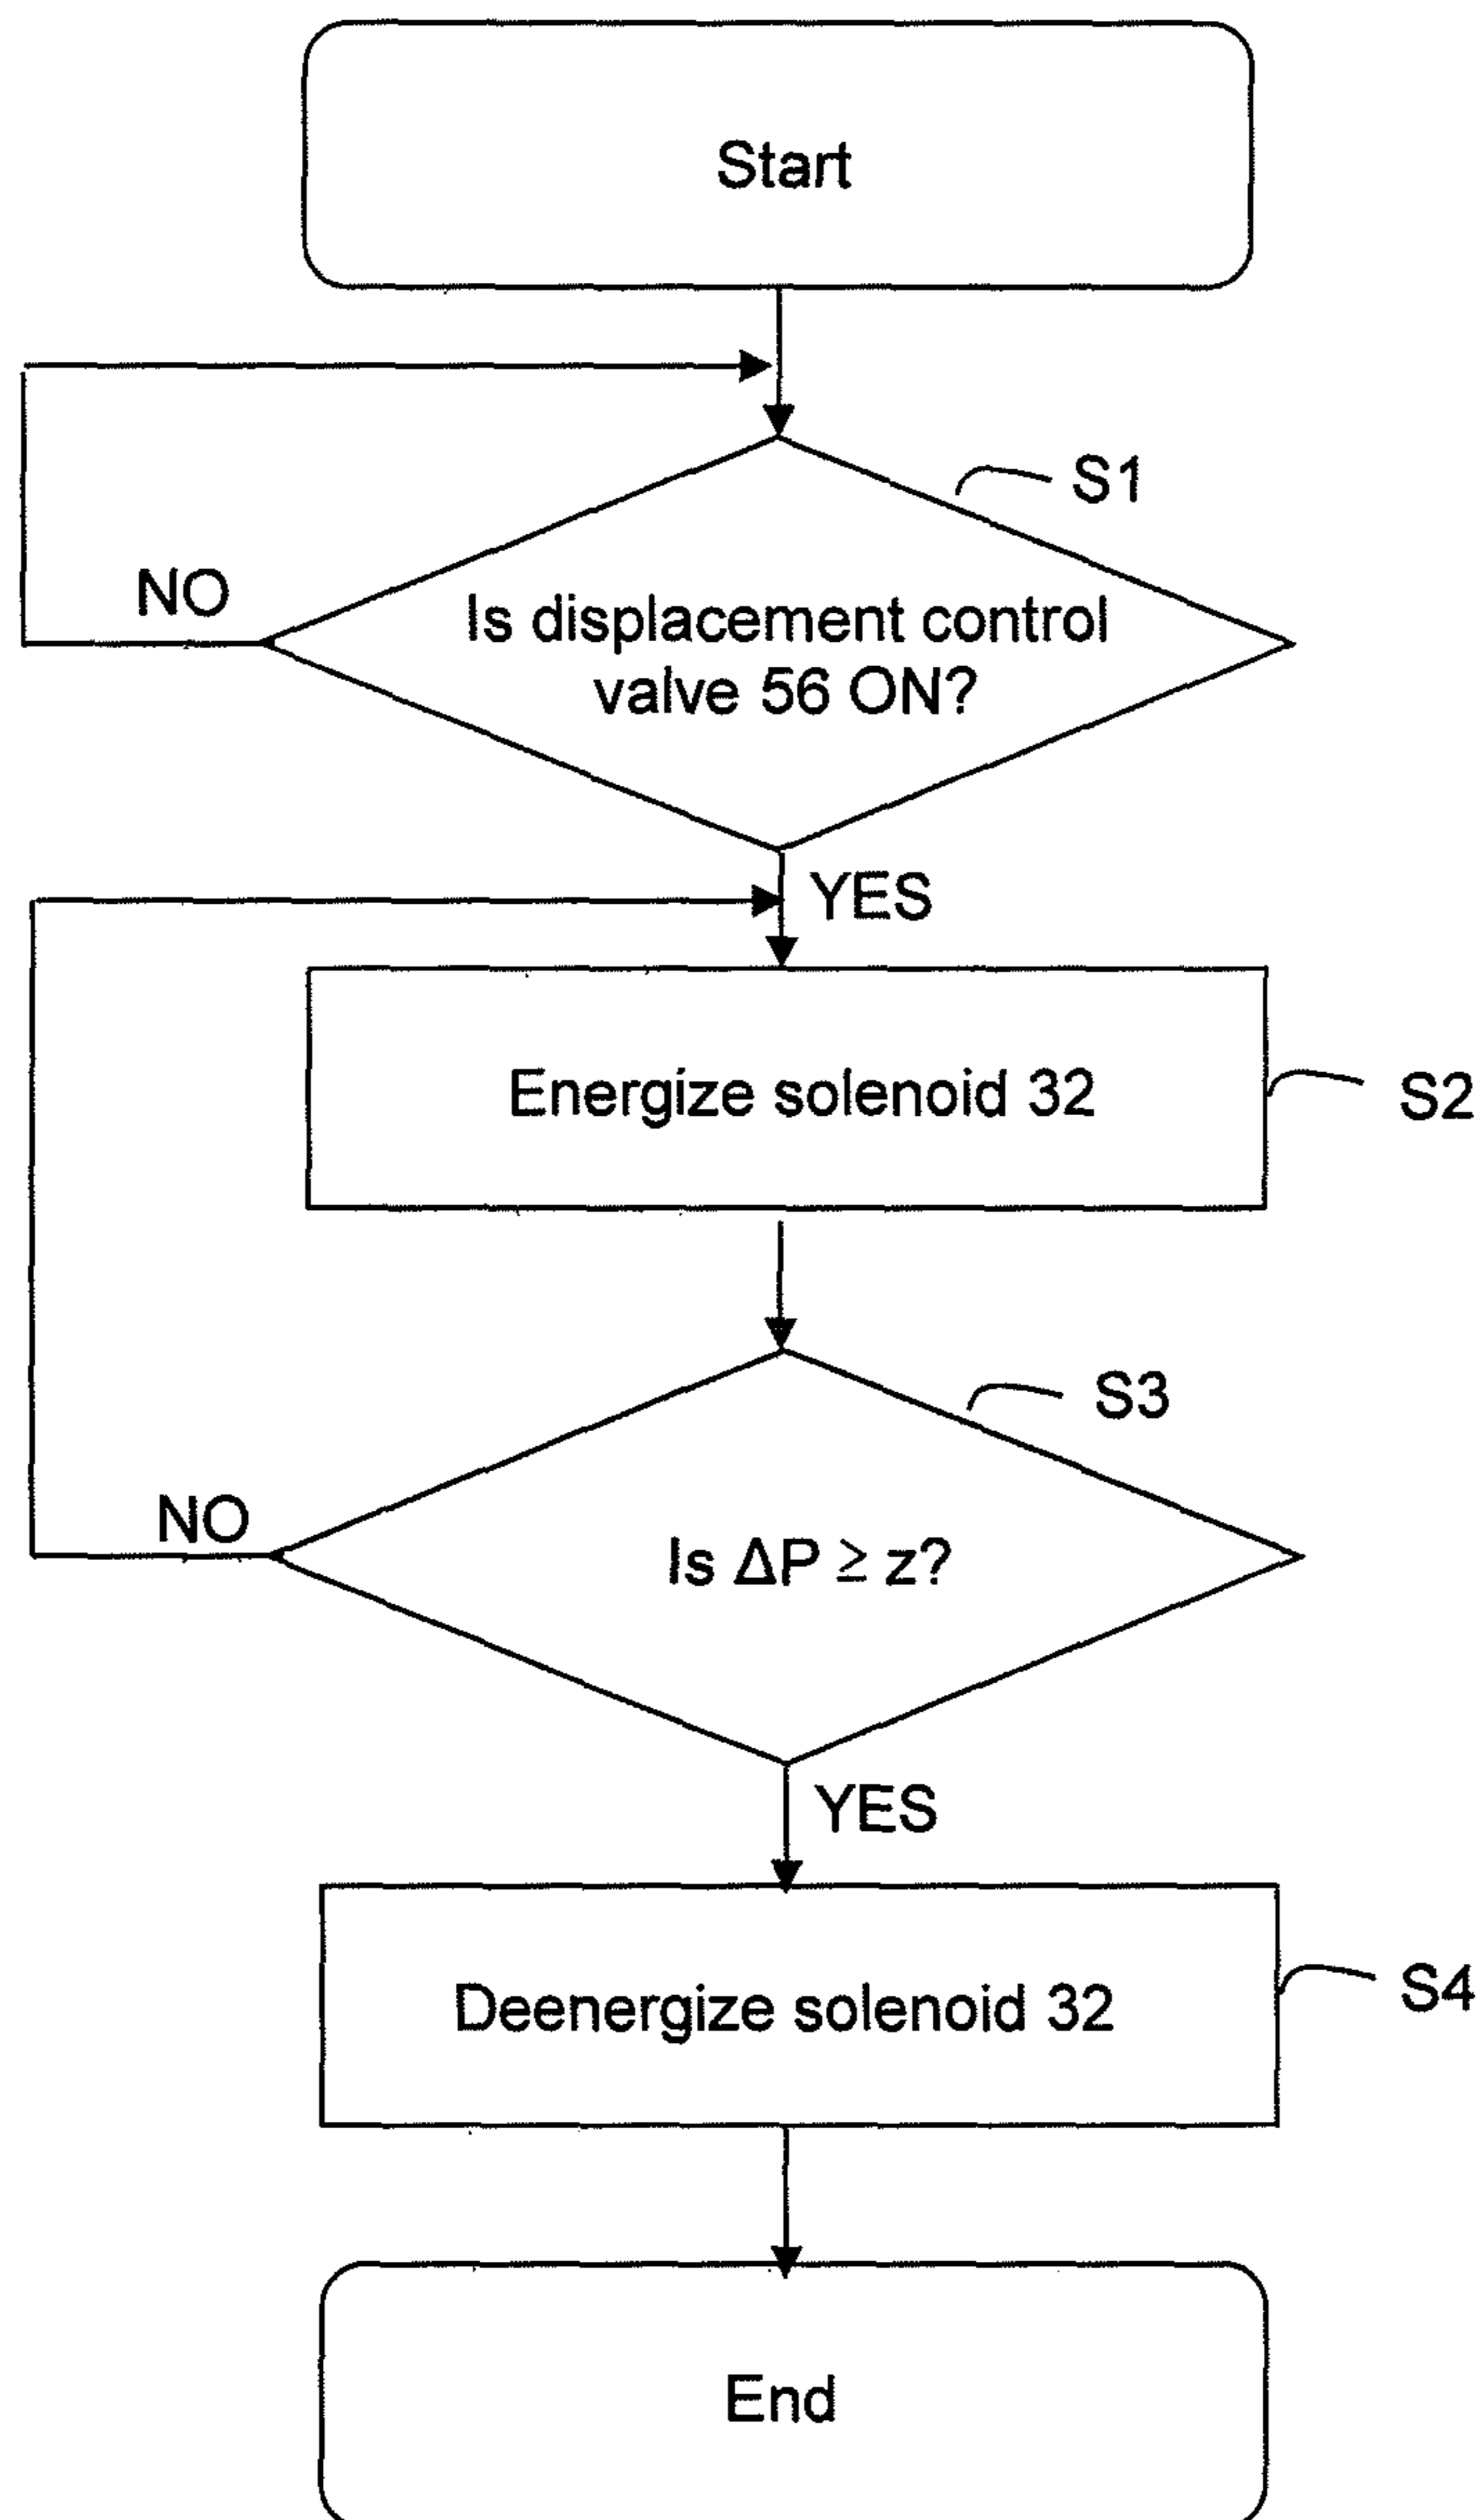 Start
S1
NO
Is displacement control
valve 56 ON?
YES
Energize solenoid 32
S2
S3
NO
Is ΔP ≥ z?
YES
Deenergize solenoid 32
S4
End